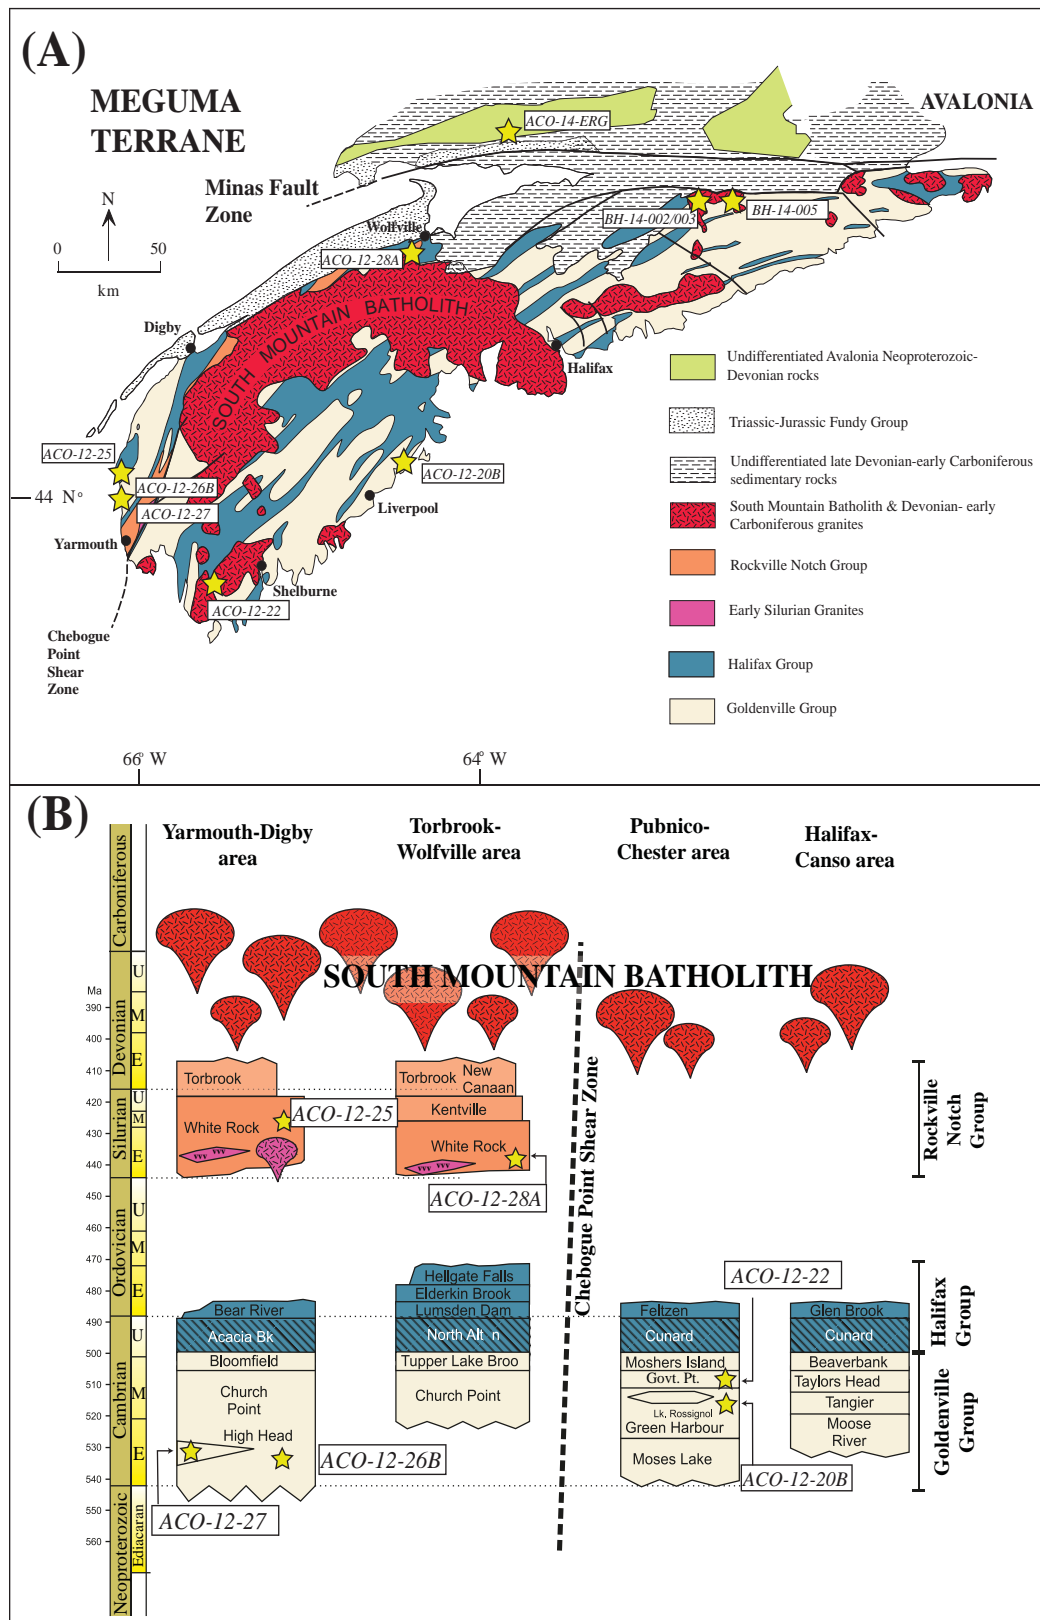 (A)
MEGUMA
TERRANE
AVALONIA
ACO-14-ERG
Minas Fault
Zone
N
0 50
km
Wolfville
BH-14-002/003
BH-14-005
ACO-12-28A
SOUTH MOUNTAIN BATHOLITH
Digby
Halifax
ACO-12-25
ACO-12-26B
ACO-12-27
44 N°
ACO-12-20B
Liverpool
Yarmouth
Shelburne
ACO-12-22
Chebogue
Point
Shear
Zone
Undifferentiated Avalonia Neoproterozoic-
Devonian rocks
Triassic-Jurassic Fundy Group
Undifferentiated late Devonian-early Carboniferous
sedimentary rocks
South Mountain Batholith & Devonian- early
Carboniferous granites
Rockville Notch Group
Early Silurian Granites
Halifax Group
Goldenville Group
66° W
64° W
(B)
Yarmouth-Digby
area
Torbrook-
Wolfville area
Pubnico-
Chester area
Halifax-
Canso area
Carboniferous
Devonian
Silurian
Ordovician
Cambrian
Neoproterozoic
U
M
E
U
M
E
U
M
E
U
M
E
Ediacaran
Ma
390
400
410
420
430
440
450
460
470
480
490
500
510
520
530
540
550
560
SOUTH MOUNTAIN BATHOLITH
Torbrook
White Rock
vvvv
ACO-12-25
Torbrook New
Canaan
Kentville
White Rock
vvvv
ACO-12-28A
Chebogue Point Shear Zone
Rockville
Notch
Group
Bear River
Acacia Bk
Bloomfield
Church
Point
High Head
ACO-12-26B
ACO-12-27
Hellgate Falls
Elderkin Brook
Lumsden Dam
North Alt n
Tupper Lake Broo
Church Point
ACO-12-22
Feltzen
Cunard
Moshers Island
Govt. Pt.
Lk. Rossignol
Green Harbour
Moses Lake
ACO-12-20B
Glen Brook
Cunard
Beaverbank
Taylors Head
Tangier
Moose
River
Halifax
Group
Goldenville
Group